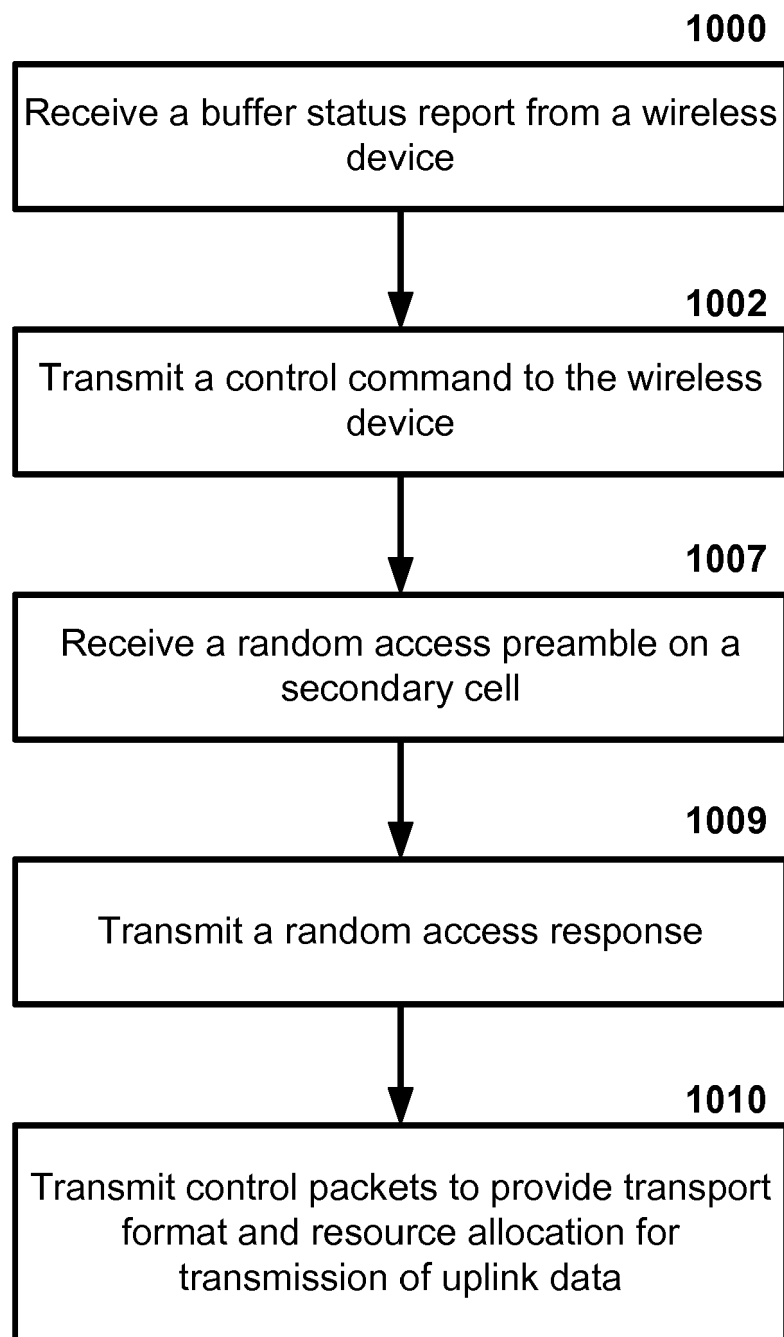 1000
Receive a buffer status report from a wireless
device
1002
Transmit a control command to the wireless
device
1007
Receive a random access preamble on a
secondary cell
1009
Transmit a random access response
1010
Transmit control packets to provide transport
format and resource allocation for
transmission of uplink data